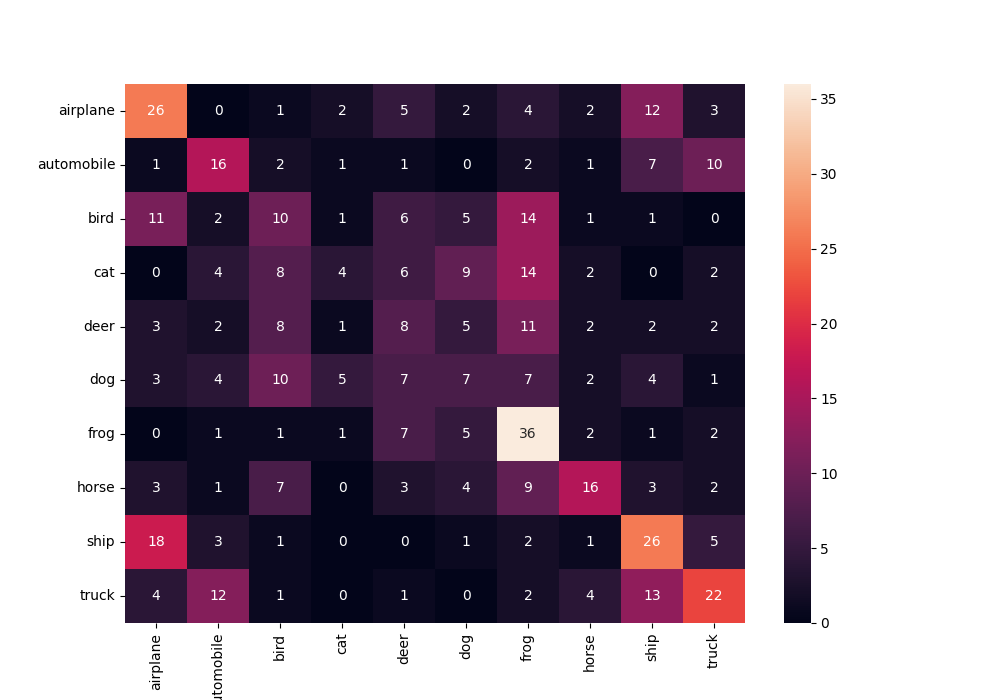 airplane 26 0 1 2 5 2 4 2 12 3
automobile 1 16 2 1 1 0 2 1 7 10
bird 11 2 10 1 6 5 14 1 1 0
cat 0 4 8 4 6 9 14 2 0 2
deer 3 2 8 1 8 5 11 2 2 2
dog 3 4 10 5 7 7 7 2 4 1
frog 0 1 1 1 7 5 36 2 1 2
horse 3 1 7 0 3 4 9 16 3 2
ship 18 3 1 0 0 1 2 1 26 5
truck 4 12 1 0 1 0 2 4 13 22
airplane
utomobile
bird
cat
deer
dog
frog
horse
ship
truck
35
30
25
20
15
10
5
0